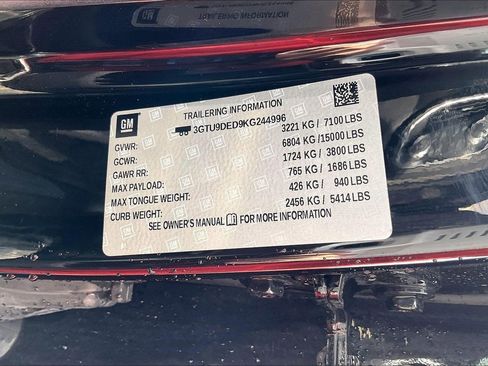 GM
TRAILERING INFORMATION
3GTU9DED9KG244996
GVWR: 3221 KG / 7100 LBS
GCWR: 6804 KG /15000 LBS
GAWR RR: 1724 KG / 3800 LBS
MAX PAYLOAD: 765 KG / 1686 LBS
MAX TONGUE WEIGHT: 426 KG / 940 LBS
CURB WEIGHT: 2456 KG / 5414 LBS
SEE OWNER'S MANUAL FOR MORE INFORMATION